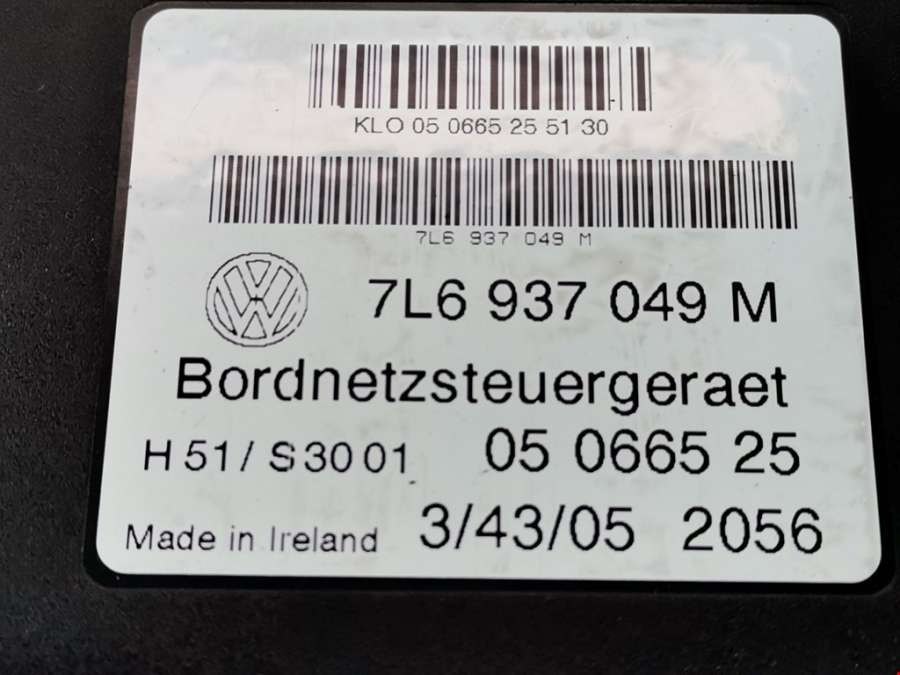 KLO 05 0665 25 51 30
7L6 937 049 M
7L6 937 049 M
Bordnetzsteuergeraet
H 51 / S 30 01 05 0665 25
Made in Ireland 3/43/05 2056